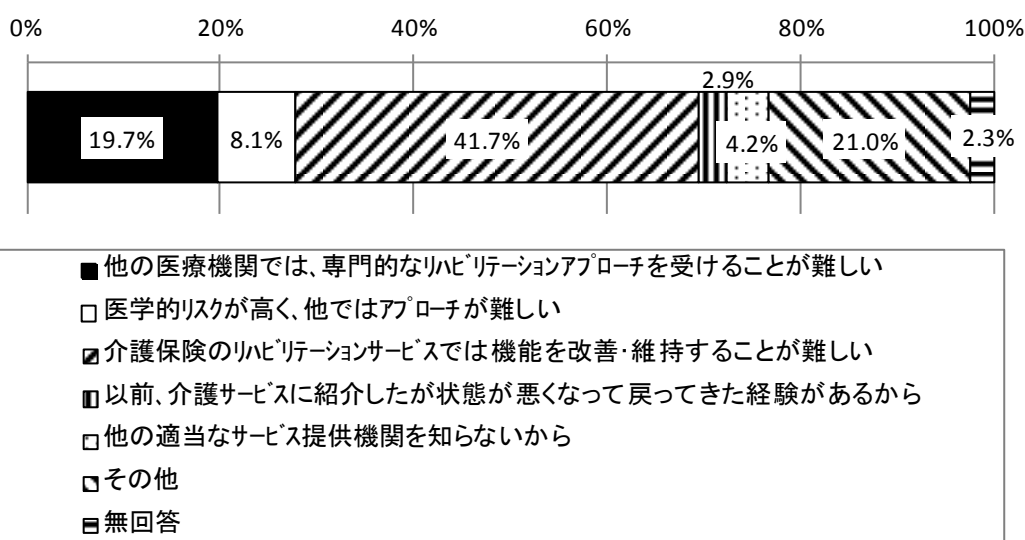 0% 20% 40% 60% 80% 100%
2.9%
19.7% 8.1% 41.7% 4.2% 21.0% 2.3%
他の医療機関では、専門的なﾘﾊﾋﾞﾘﾃｰｼｮﾝｱﾌﾟﾛｰﾁを受けることが難しい
医学的ﾘｽｸが高く、他ではｱﾌﾟﾛｰﾁが難しい
介護保険のﾘﾊﾋﾞﾘﾃｰｼｮﾝｻｰﾋﾞｽでは機能を改善･維持することが難しい
以前、介護ｻｰﾋﾞｽに紹介したが状態が悪くなって戻ってきた経験があるから
他の適当なｻｰﾋﾞｽ提供機関を知らないから
その他
無回答